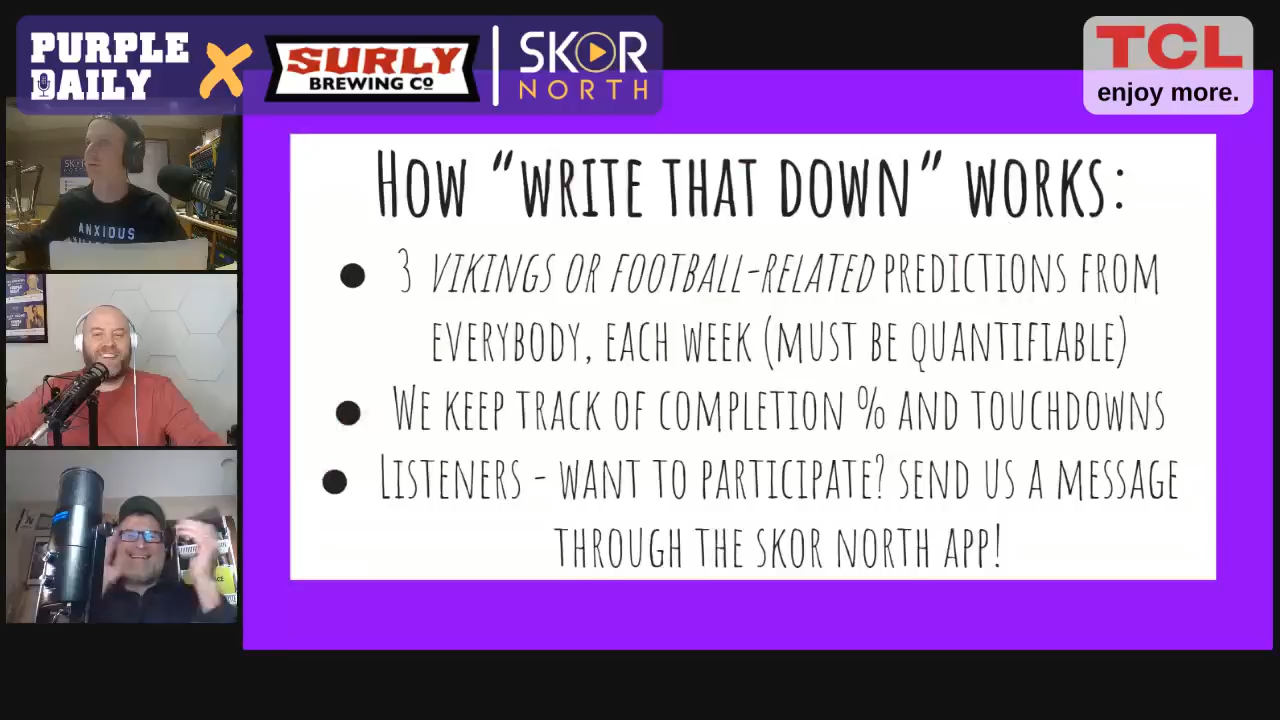 PURPLE
DAILY
X
SURLY
BREWING CO
SKOR
NORTH
TCL
enjoy more.
ANXIOUS
How “WRITE THAT DOWN” WORKS:
3 VIKINGS OR FOOTBALL-RELATED PREDICTIONS FROM
EVERYBODY, EACH WEEK (MUST BE QUANTIFIABLE)
WE KEEP TRACK OF COMPLETION % AND TOUCHDOWNS
LISTENERS - WANT TO PARTICIPATE? SEND US A MESSAGE
THROUGH THE SKOR NORTH APP!